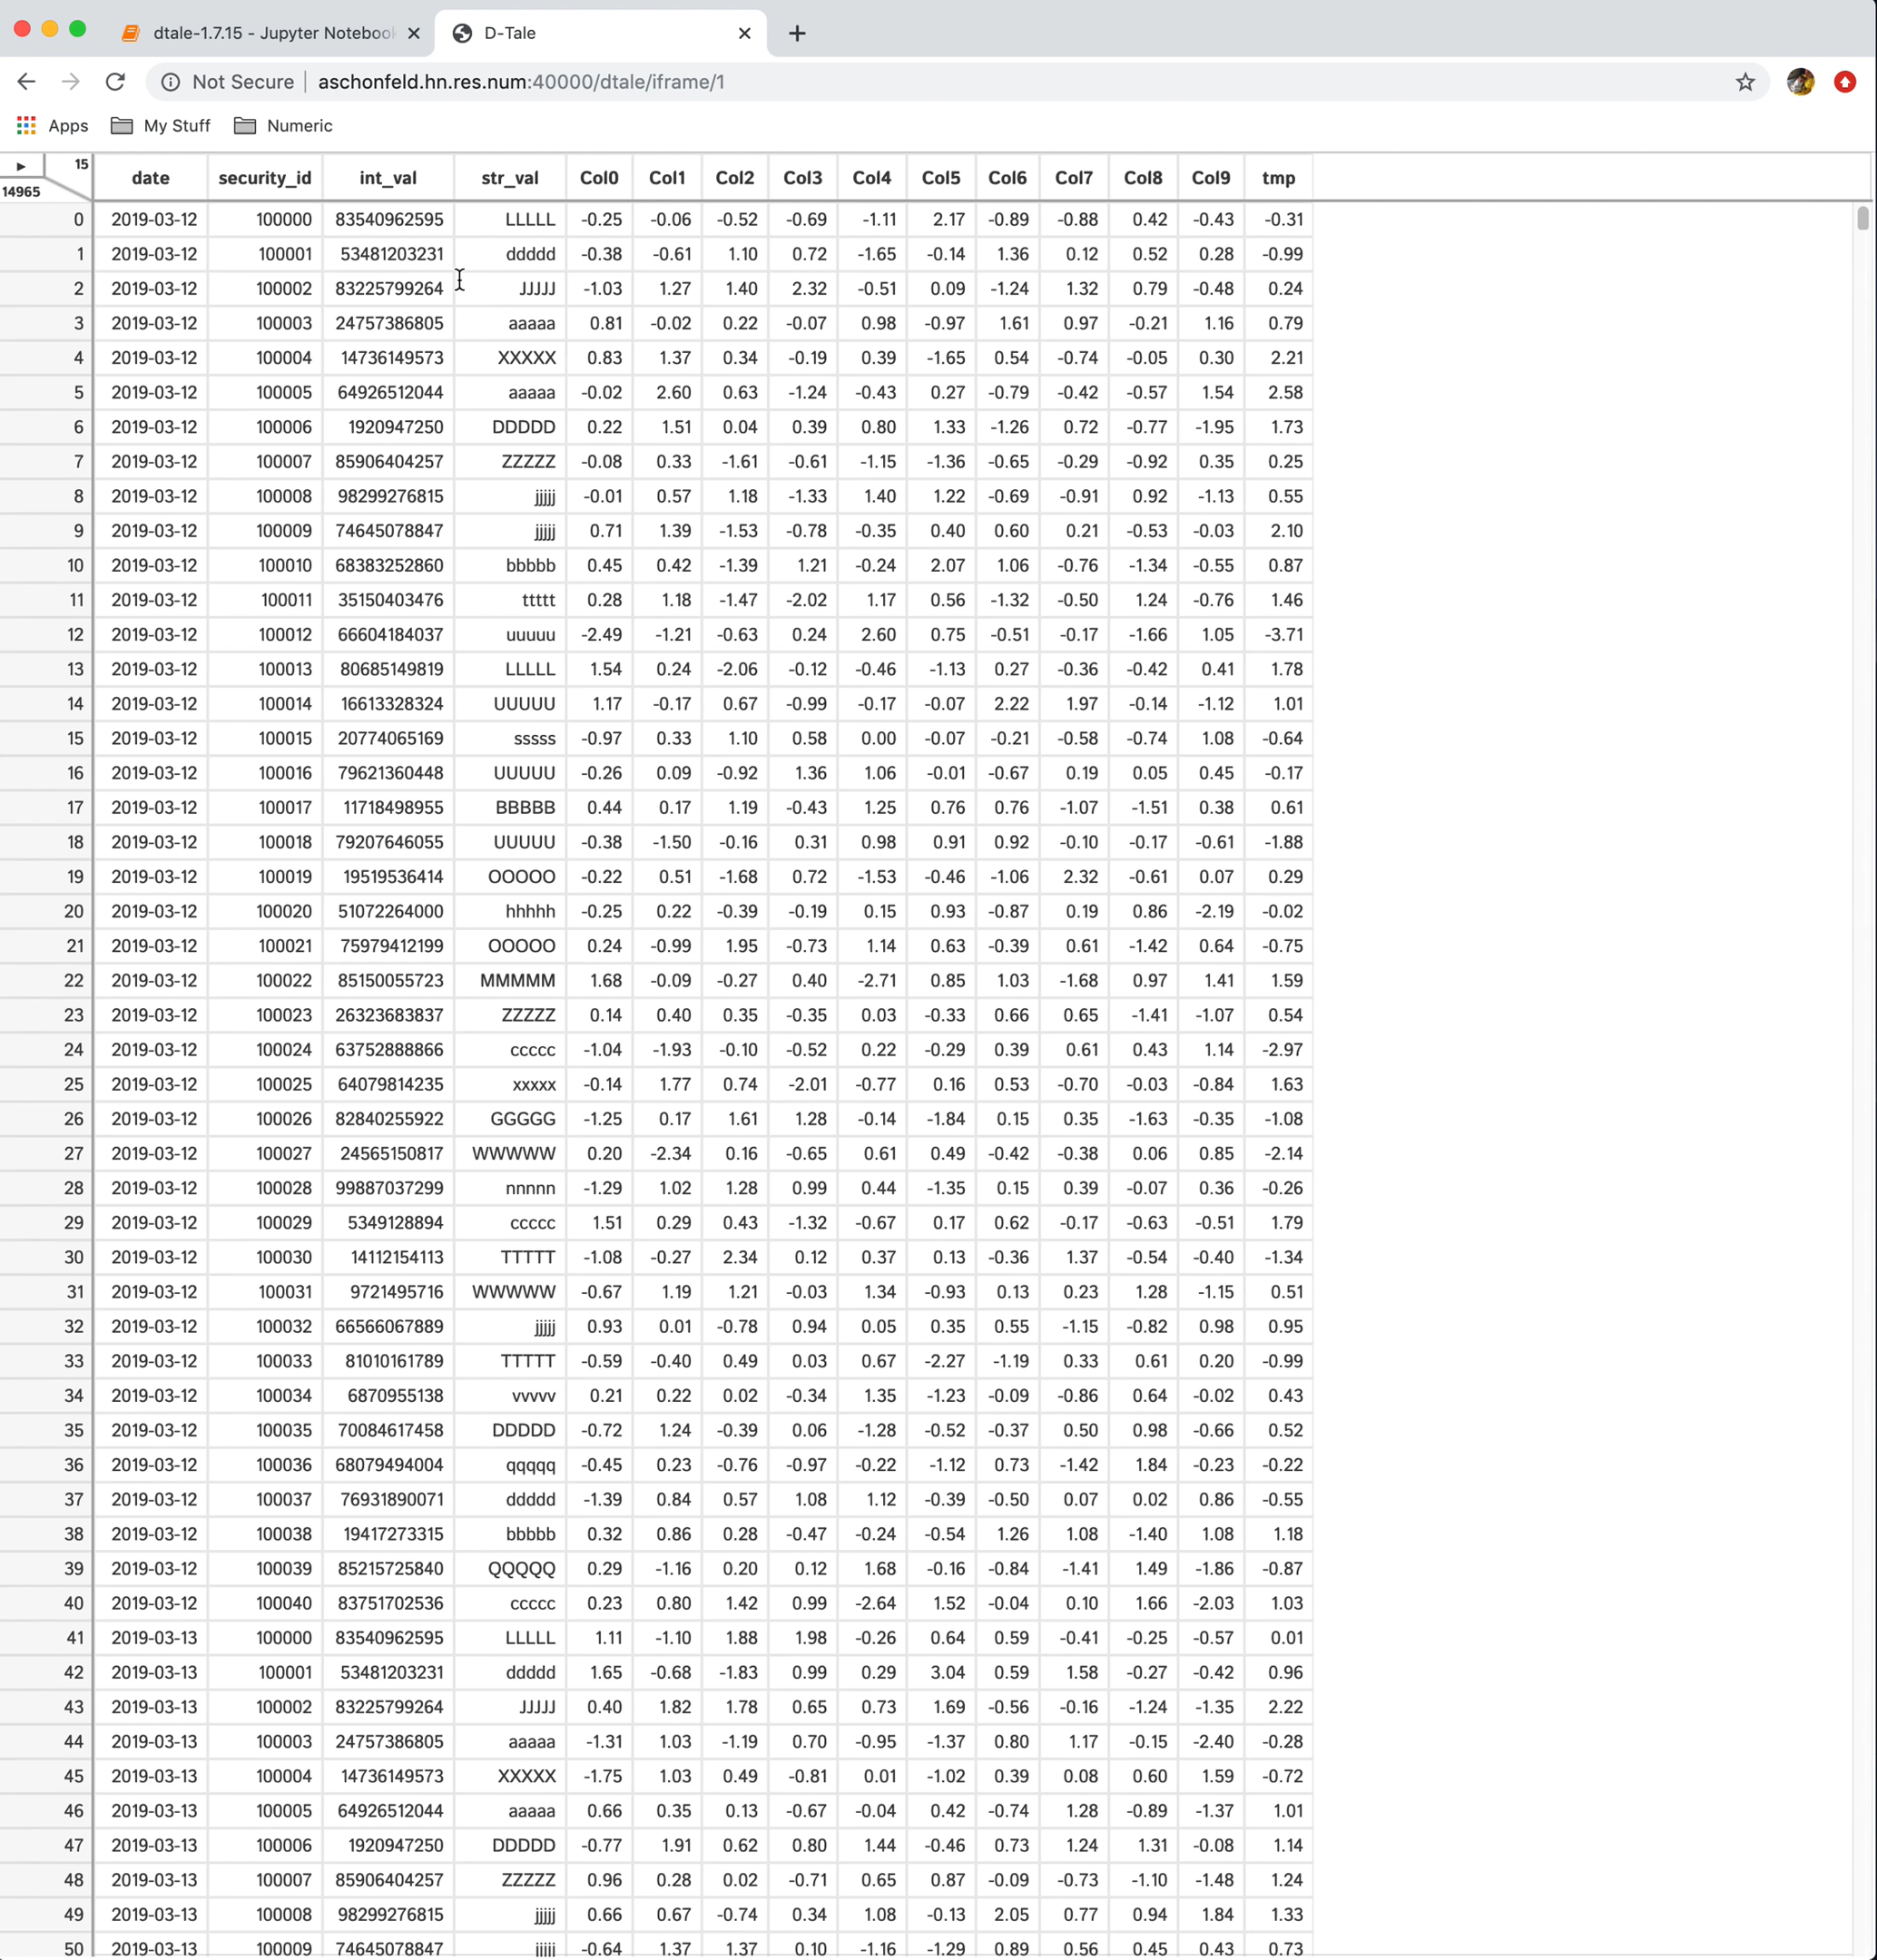 dtale-1.7.15 - Jupyter Notebook
D-Tale
Not Secure | aschonfeld.hn.res.num:40000/dtale/iframe/1
Apps My Stuff Numeric
15
14965
date security_id int_val str_val Col0 Col1 Col2 Col3 Col4 Col5 Col6 Col7 Col8 Col9 tmp
0 2019-03-12 100000 83540962595 LLLLL -0.25 -0.06 -0.52 -0.69 -1.11 2.17 -0.89 -0.88 0.42 -0.43 -0.31
1 2019-03-12 100001 53481203231 ddddd -0.38 -0.61 1.10 0.72 -1.65 -0.14 1.36 0.12 0.52 0.28 -0.99
2 2019-03-12 100002 83225799264 JJJJJ -1.03 1.27 1.40 2.32 -0.51 0.09 -1.24 1.32 0.79 -0.48 0.24
3 2019-03-12 100003 24757386805 aaaaa 0.81 -0.02 0.22 -0.07 0.98 -0.97 1.61 0.97 -0.21 1.16 0.79
4 2019-03-12 100004 14736149573 XXXXX 0.83 1.37 0.34 -0.19 0.39 -1.65 0.54 -0.74 -0.05 0.30 2.21
5 2019-03-12 100005 64926512044 aaaaa -0.02 2.60 0.63 -1.24 -0.43 0.27 -0.79 -0.42 -0.57 1.54 2.58
6 2019-03-12 100006 1920947250 DDDDD 0.22 1.51 0.04 0.39 0.80 1.33 -1.26 0.72 -0.77 -1.95 1.73
7 2019-03-12 100007 85906404257 ZZZZZ -0.08 0.33 -1.61 -0.61 -1.15 -1.36 -0.65 -0.29 -0.92 0.35 0.25
8 2019-03-12 100008 98299276815 jjjjj -0.01 0.57 1.18 -1.33 1.40 1.22 -0.69 -0.91 0.92 -1.13 0.55
9 2019-03-12 100009 74645078847 jjjjj 0.71 1.39 -1.53 -0.78 -0.35 0.40 0.60 0.21 -0.53 -0.03 2.10
10 2019-03-12 100010 68383252860 bbbbb 0.45 0.42 -1.39 1.21 -0.24 2.07 1.06 -0.76 -1.34 -0.55 0.87
11 2019-03-12 100011 35150403476 ttttt 0.28 1.18 -1.47 -2.02 1.17 0.56 -1.32 -0.50 1.24 -0.76 1.46
12 2019-03-12 100012 66604184037 uuuuu -2.49 -1.21 -0.63 0.24 2.60 0.75 -0.51 -0.17 -1.66 1.05 -3.71
13 2019-03-12 100013 80685149819 LLLLL 1.54 0.24 -2.06 -0.12 -0.46 -1.13 0.27 -0.36 -0.42 0.41 1.78
14 2019-03-12 100014 16613328324 UUUUU 1.17 -0.17 0.67 -0.99 -0.17 -0.07 2.22 1.97 -0.14 -1.12 1.01
15 2019-03-12 100015 20774065169 sssss -0.97 0.33 1.10 0.58 0.00 -0.07 -0.21 -0.58 -0.74 1.08 -0.64
16 2019-03-12 100016 79621360448 UUUUU -0.26 0.09 -0.92 1.36 1.06 -0.01 -0.67 0.19 0.05 0.45 -0.17
17 2019-03-12 100017 11718498955 BBBBB 0.44 0.17 1.19 -0.43 1.25 0.76 0.76 -1.07 -1.51 0.38 0.61
18 2019-03-12 100018 79207646055 UUUUU -0.38 -1.50 -0.16 0.31 0.98 0.91 0.92 -0.10 -0.17 -0.61 -1.88
19 2019-03-12 100019 19519536414 OOOOO -0.22 0.51 -1.68 0.72 -1.53 -0.46 -1.06 2.32 -0.61 0.07 0.29
20 2019-03-12 100020 51072264000 hhhhh -0.25 0.22 -0.39 -0.19 0.15 0.93 -0.87 0.19 0.86 -2.19 -0.02
21 2019-03-12 100021 75979412199 OOOOO 0.24 -0.99 1.95 -0.73 1.14 0.63 -0.39 0.61 -1.42 0.64 -0.75
22 2019-03-12 100022 85150055723 MMMMM 1.68 -0.09 -0.27 0.40 -2.71 0.85 1.03 -1.68 0.97 1.41 1.59
23 2019-03-12 100023 26323683837 ZZZZZ 0.14 0.40 0.35 -0.35 0.03 -0.33 0.66 0.65 -1.41 -1.07 0.54
24 2019-03-12 100024 63752888866 ccccc -1.04 -1.93 -0.10 -0.52 0.22 -0.29 0.39 0.61 0.43 1.14 -2.97
25 2019-03-12 100025 64079814235 xxxxx -0.14 1.77 0.74 -2.01 -0.77 0.16 0.53 -0.70 -0.03 -0.84 1.63
26 2019-03-12 100026 82840255922 GGGGG -1.25 0.17 1.61 1.28 -0.14 -1.84 0.15 0.35 -1.63 -0.35 -1.08
27 2019-03-12 100027 24565150817 WWWWW 0.20 -2.34 0.16 -0.65 0.61 0.49 -0.42 -0.38 0.06 0.85 -2.14
28 2019-03-12 100028 99887037299 nnnnn -1.29 1.02 1.28 0.99 0.44 -1.35 0.15 0.39 -0.07 0.36 -0.26
29 2019-03-12 100029 5349128894 ccccc 1.51 0.29 0.43 -1.32 -0.67 0.17 0.62 -0.17 -0.63 -0.51 1.79
30 2019-03-12 100030 14112154113 TTTTT -1.08 -0.27 2.34 0.12 0.37 0.13 -0.36 1.37 -0.54 -0.40 -1.34
31 2019-03-12 100031 9721495716 WWWWW -0.67 1.19 1.21 -0.03 1.34 -0.93 0.13 0.23 1.28 -1.15 0.51
32 2019-03-12 100032 66566067889 jjjjj 0.93 0.01 -0.78 0.94 0.05 0.35 0.55 -1.15 -0.82 0.98 0.95
33 2019-03-12 100033 81010161789 TTTTT -0.59 -0.40 0.49 0.03 0.67 -2.27 -1.19 0.33 0.61 0.20 -0.99
34 2019-03-12 100034 6870955138 vvvvv 0.21 0.22 0.02 -0.34 1.35 -1.23 -0.09 -0.86 0.64 -0.02 0.43
35 2019-03-12 100035 70084617458 DDDDD -0.72 1.24 -0.39 0.06 -1.28 -0.52 -0.37 0.50 0.98 -0.66 0.52
36 2019-03-12 100036 68079494004 qqqqq -0.45 0.23 -0.76 -0.97 -0.22 -1.12 0.73 -1.42 1.84 -0.23 -0.22
37 2019-03-12 100037 76931890071 ddddd -1.39 0.84 0.57 1.08 1.12 -0.39 -0.50 0.07 0.02 0.86 -0.55
38 2019-03-12 100038 19417273315 bbbbb 0.32 0.86 0.28 -0.47 -0.24 -0.54 1.26 1.08 -1.40 1.08 1.18
39 2019-03-12 100039 85215725840 QQQQQ 0.29 -1.16 0.20 0.12 1.68 -0.16 -0.84 -1.41 1.49 -1.86 -0.87
40 2019-03-12 100040 83751702536 ccccc 0.23 0.80 1.42 0.99 -2.64 1.52 -0.04 0.10 1.66 -2.03 1.03
41 2019-03-13 100000 83540962595 LLLLL 1.11 -1.10 1.88 1.98 -0.26 0.64 0.59 -0.41 -0.25 -0.57 0.01
42 2019-03-13 100001 53481203231 ddddd 1.65 -0.68 -1.83 0.99 0.29 3.04 0.59 1.58 -0.27 -0.42 0.96
43 2019-03-13 100002 83225799264 JJJJJ 0.40 1.82 1.78 0.65 0.73 1.69 -0.56 -0.16 -1.24 -1.35 2.22
44 2019-03-13 100003 24757386805 aaaaa -1.31 1.03 -1.19 0.70 -0.95 -1.37 0.80 1.17 -0.15 -2.40 -0.28
45 2019-03-13 100004 14736149573 XXXXX -1.75 1.03 0.49 -0.81 0.01 -1.02 0.39 0.08 0.60 1.59 -0.72
46 2019-03-13 100005 64926512044 aaaaa 0.66 0.35 0.13 -0.67 -0.04 0.42 -0.74 1.28 -0.89 -1.37 1.01
47 2019-03-13 100006 1920947250 DDDDD -0.77 1.91 0.62 0.80 1.44 -0.46 0.73 1.24 1.31 -0.08 1.14
48 2019-03-13 100007 85906404257 ZZZZZ 0.96 0.28 0.02 -0.71 0.65 0.87 -0.09 -0.73 -1.10 -1.48 1.24
49 2019-03-13 100008 98299276815 jjjjj 0.66 0.67 -0.74 0.34 1.08 -0.13 2.05 0.77 0.94 1.84 1.33
50 2019-03-13 100009 74645078847 jjjjj -0.64 1.37 1.37 0.10 -1.16 -1.29 0.89 0.56 0.45 0.43 0.73